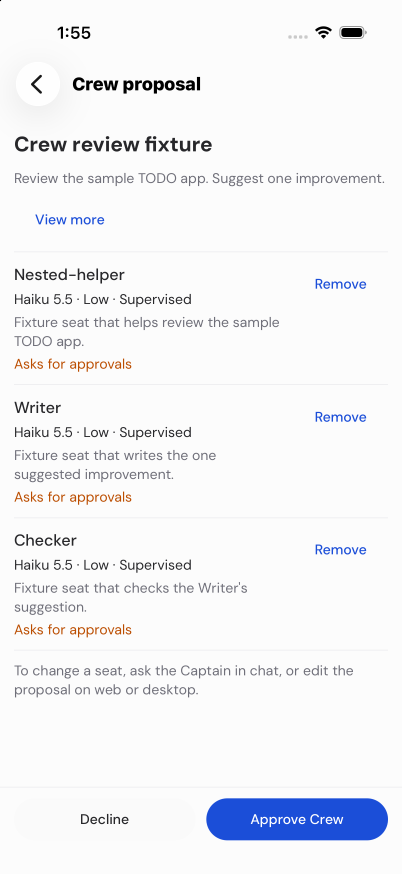 1:55
Crew proposal
Crew review fixture
Review the sample TODO app. Suggest one improvement.
View more
Nested-helper
Remove
Haiku 5.5 · Low · Supervised
Fixture seat that helps review the sample
TODO app.
Asks for approvals
Writer
Remove
Haiku 5.5 · Low · Supervised
Fixture seat that writes the one
suggested improvement.
Asks for approvals
Checker
Remove
Haiku 5.5 · Low · Supervised
Fixture seat that checks the Writer's
suggestion.
Asks for approvals
To change a seat, ask the Captain in chat, or edit the
proposal on web or desktop.
Decline
Approve Crew